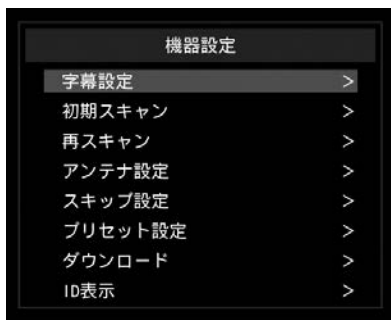 機器設定
字幕設定 >
初期スキャン >
再スキャン >
アンテナ設定 >
スキップ設定 >
プリセット設定 >
ダウンロード >
ID表示 >